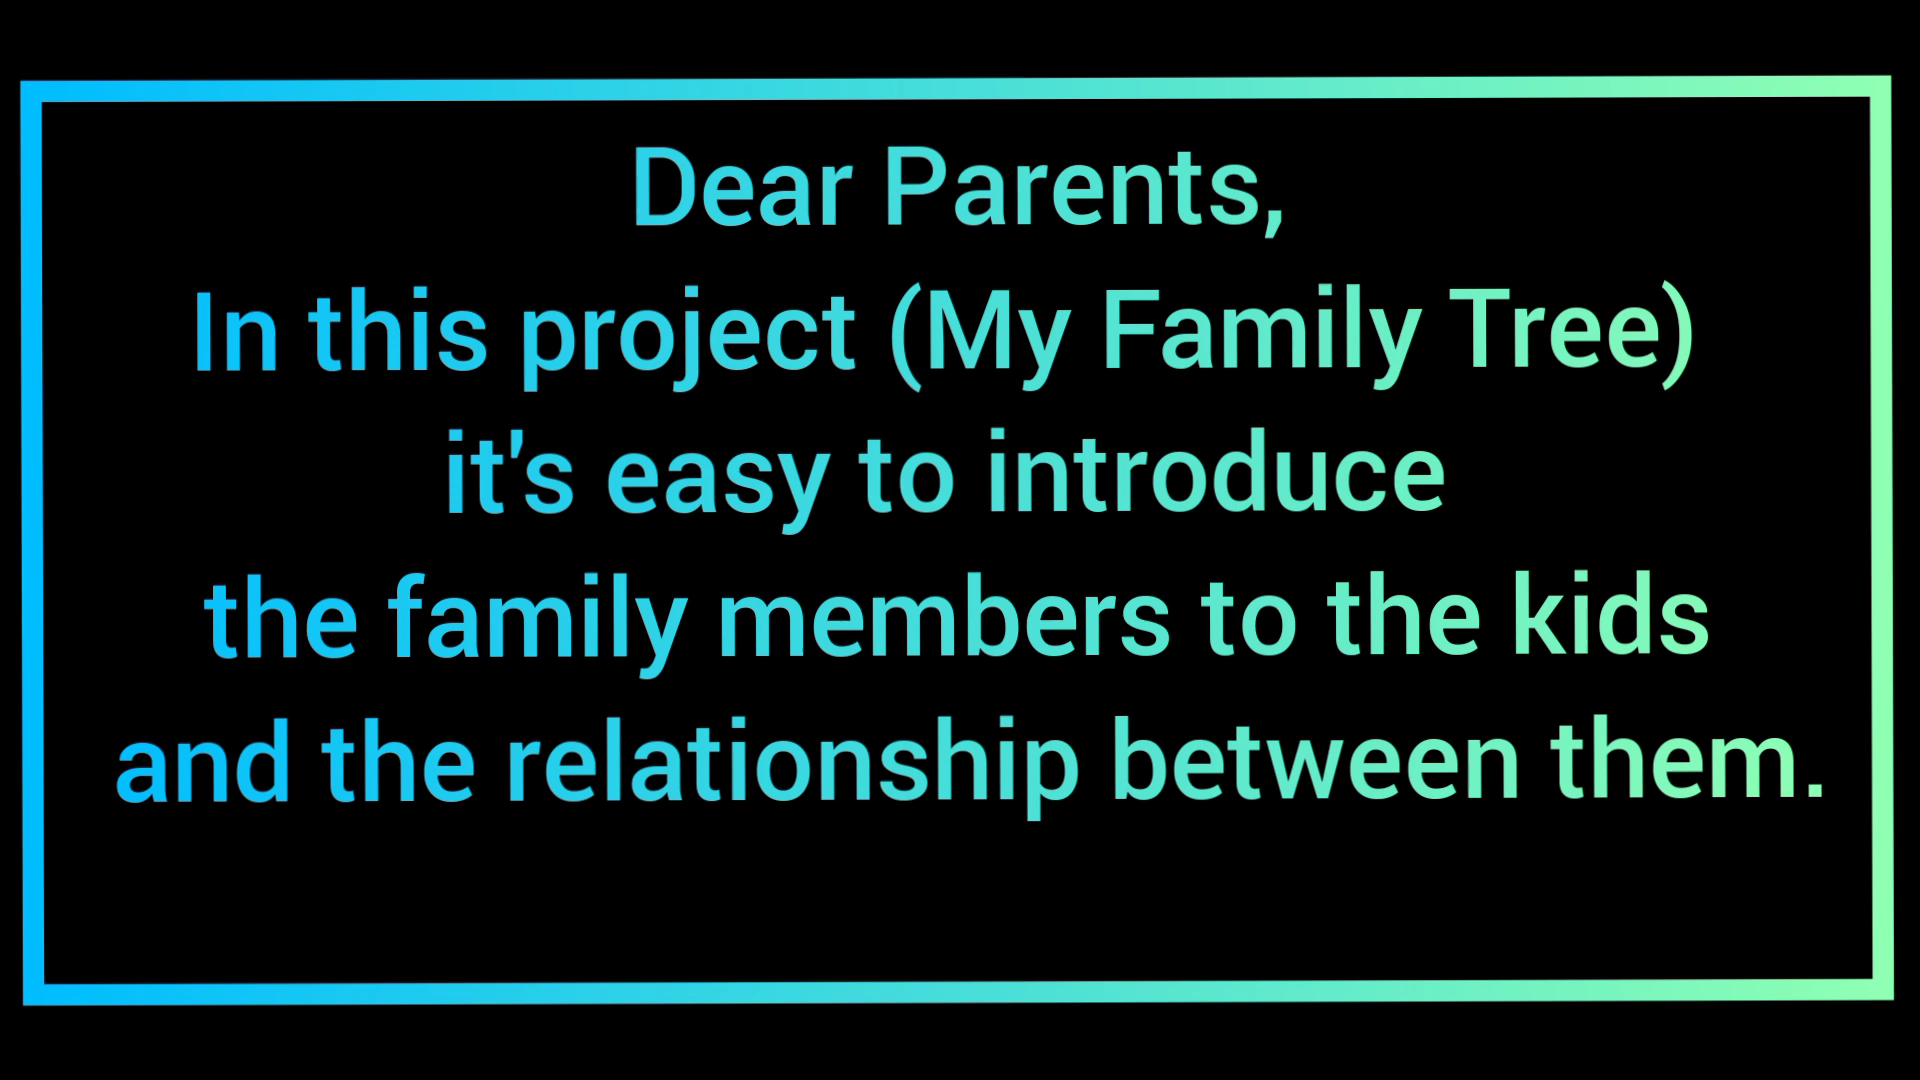 Dear Parents,
In this project (My Family Tree)
it's easy to introduce
the family members to the kids
and the relationship between them.